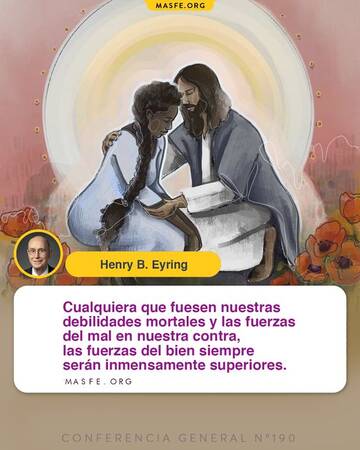 MASFE.ORG
Henry B. Eyring
Cualquiera que fuesen nuestras
debilidades mortales y las fuerzas
del mal en nuestra contra,
las fuerzas del bien siempre
serán inmensamente superiores.
MASFE.ORG
CONFERENCIA GENERAL N°190